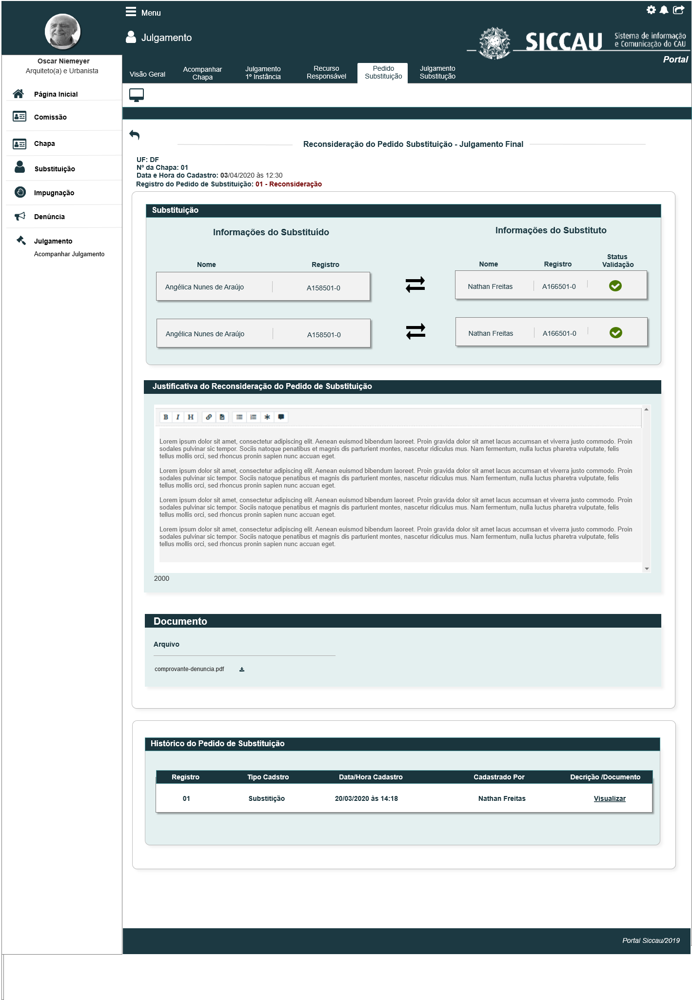 Menu
Julgamento
SICCAU
Sistema de informação
e Comunicação do CAU
Portal
Oscar Niemeyer
Arquiteto(a) e Urbanista
Visão Geral
Acompanhar
Chapa
Julgamento
1º Instância
Recurso
Responsável
Pedido
Substituição
Julgamento
Substitução
Página Inicial
Comissão
Chapa
Substituição
Impugnação
Denúncia
Julgamento
Acompanhar Julgamento
Reconsideração do Pedido Substituição - Julgamento Final
UF: DF
Nº da Chapa: 01
Data e Hora do Cadastro: 03/04/2020 às 12:30
Registro do Pedido de Substituição: 01 - Reconsideração
Substituição
Informações do Substituído
Informações do Substituto
Nome Registro
Nome Registro Status Validação
Angélica Nunes de Araújo A158501-0
Nathan Freitas A166501-0
Angélica Nunes de Araújo A158501-0
Nathan Freitas A166501-0
Justificativa do Reconsideração do Pedido de Substituição
B I H
Lorem ipsum dolor sit amet, consectetur adipiscing elit. Aenean euismod bibendum laoreet. Proin gravida dolor sit amet lacus accumsan et viverra justo commodo. Proin
sodales pulvinar sic tempor. Sociis natoque penatibus et magnis dis parturient montes, nascetur ridiculus mus. Nam fermentum, nulla luctus pharetra vulputate, felis
tellus mollis orci, sed rhoncus pronin sapien nunc accuan eget.
Lorem ipsum dolor sit amet, consectetur adipiscing elit. Aenean euismod bibendum laoreet. Proin gravida dolor sit amet lacus accumsan et viverra justo commodo. Proin
sodales pulvinar sic tempor. Sociis natoque penatibus et magnis dis parturient montes, nascetur ridiculus mus. Nam fermentum, nulla luctus pharetra vulputate, felis
tellus mollis orci, sed rhoncus pronin sapien nunc accuan eget.
Lorem ipsum dolor sit amet, consectetur adipiscing elit. Aenean euismod bibendum laoreet. Proin gravida dolor sit amet lacus accumsan et viverra justo commodo. Proin
sodales pulvinar sic tempor. Sociis natoque penatibus et magnis dis parturient montes, nascetur ridiculus mus. Nam fermentum, nulla luctus pharetra vulputate, felis
tellus mollis orci, sed rhoncus pronin sapien nunc accuan eget.
Lorem ipsum dolor sit amet, consectetur adipiscing elit. Aenean euismod bibendum laoreet. Proin gravida dolor sit amet lacus accumsan et viverra justo commodo. Proin
sodales pulvinar sic tempor. Sociis natoque penatibus et magnis dis parturient montes, nascetur ridiculus mus. Nam fermentum, nulla luctus pharetra vulputate, felis
tellus mollis orci, sed rhoncus pronin sapien nunc accuan eget.
2000
Documento
Arquivo
comprovante-denuncia.pdf
Histórico do Pedido de Substituição
Registro Tipo Cadstro Data/Hora Cadastro Cadastrado Por Decrição /Documento
01 Substitição 20/03/2020 às 14:18 Nathan Freitas Visualizar
Portal Siccau/2019